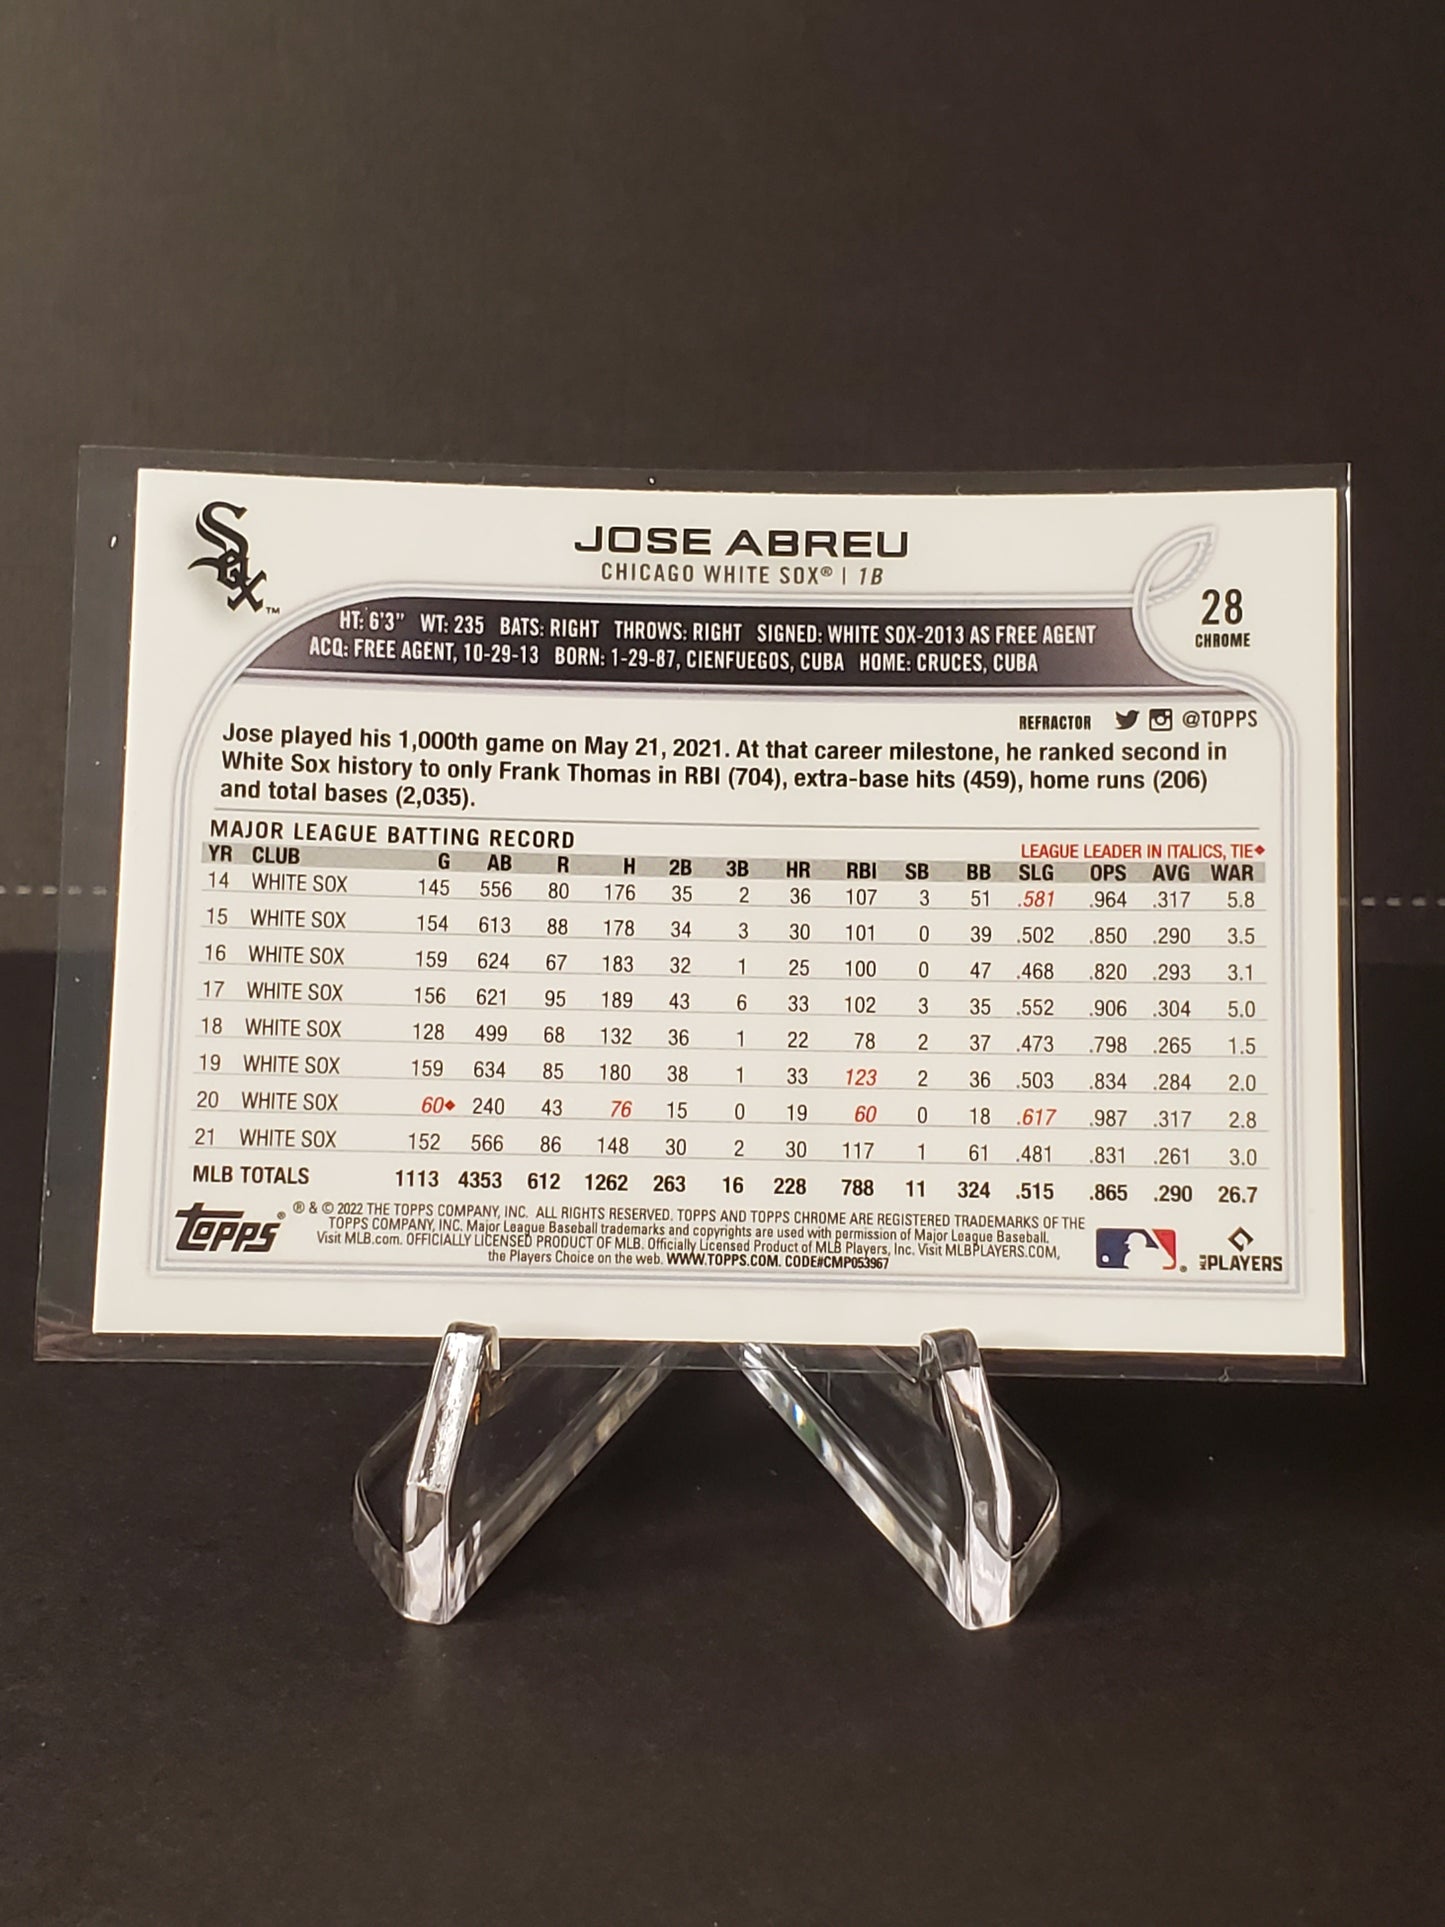 Sox™
JOSE ABREU
CHICAGO WHITE SOX® | 1B
28
CHROME
HT: 6'3" WT: 235 BATS: RIGHT THROWS: RIGHT SIGNED: WHITE SOX-2013 AS FREE AGENT
ACQ: FREE AGENT, 10-29-13 BORN: 1-29-87, CIENFUEGOS, CUBA HOME: CRUCES, CUBA
REFRACTOR @TOPPS
Jose played his 1,000th game on May 21, 2021. At that career milestone, he ranked second in
White Sox history to only Frank Thomas in RBI (704), extra-base hits (459), home runs (206)
and total bases (2,035).
MAJOR LEAGUE BATTING RECORD
LEAGUE LEADER IN ITALICS, TIE♦
YR CLUB G AB R H 2B 3B HR RBI SB BB SLG OPS AVG WAR
14 WHITE SOX 145 556 80 176 35 2 36 107 3 51 .581 .964 .317 5.8
15 WHITE SOX 154 613 88 178 34 3 30 101 0 39 .502 .850 .290 3.5
16 WHITE SOX 159 624 67 183 32 1 25 100 0 47 .468 .820 .293 3.1
17 WHITE SOX 156 621 95 189 43 6 33 102 3 35 .552 .906 .304 5.0
18 WHITE SOX 128 499 68 132 36 1 22 78 2 37 .473 .798 .265 1.5
19 WHITE SOX 159 634 85 180 38 1 33 123 2 36 .503 .834 .284 2.0
20 WHITE SOX 60♦ 240 43 76 15 0 19 60 0 18 .617 .987 .317 2.8
21 WHITE SOX 152 566 86 148 30 2 30 117 1 61 .481 .831 .261 3.0
MLB TOTALS 1113 4353 612 1262 263 16 228 788 11 324 .515 .865 .290 26.7
topps®
® & © 2022 THE TOPPS COMPANY, INC. ALL RIGHTS RESERVED. TOPPS AND TOPPS CHROME ARE REGISTERED TRADEMARKS OF THE
TOPPS COMPANY, INC. Major League Baseball trademarks and copyrights are used with permission of Major League Baseball.
Visit MLB.com. OFFICIALLY LICENSED PRODUCT OF MLB. Officially Licensed Product of MLB Players, Inc. Visit MLBPLAYERS.COM,
the Players Choice on the web. WWW.TOPPS.COM. CODE#CMP053967
®
MLB PLAYERS